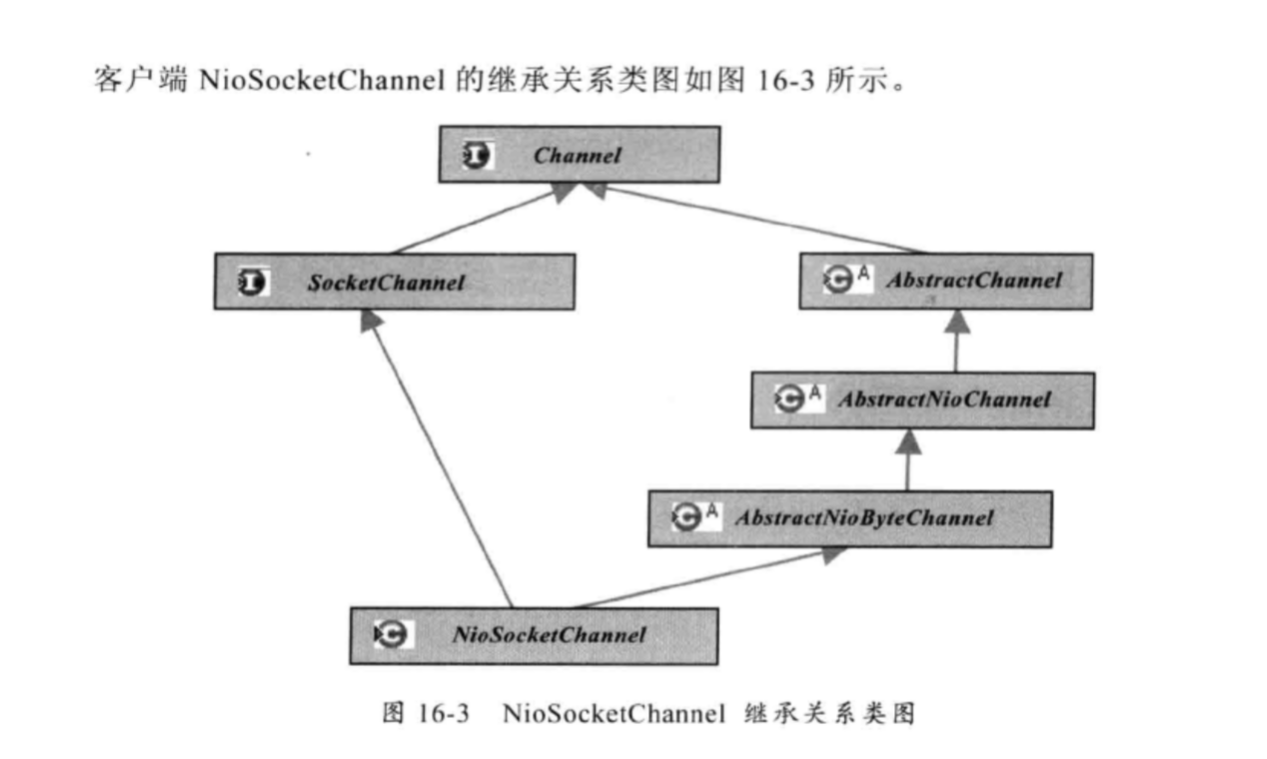 客户端 NioSocketChannel 的继承关系类图如图 16-3 所示。
I Channel
I SocketChannel
C A AbstractChannel
C A AbstractNioChannel
C A AbstractNioByteChannel
C NioSocketChannel
图 16-3 NioSocketChannel 继承关系类图